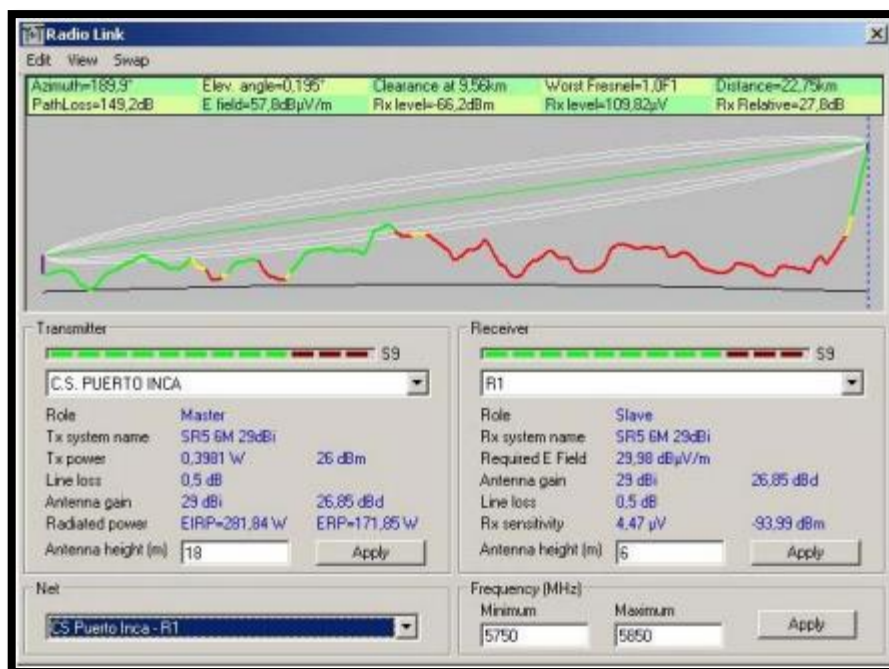 Radio Link
Edit View Swap
Azimuth=189,9° Elev. angle=0,195° Clearance at 9,56km Worst Fresnel=1,0F1 Distance=22,75km
PathLoss=149,2dB E field=57,8dBµV/m Rx level=-66,2dBm Rx level=109,82µV Rx Relative=27,8dB
Transmitter
S9
C.S. PUERTO INCA
Role Master
Tx system name SR5 6M 29dBi
Tx power 0,3981 W 26 dBm
Line loss 0,5 dB
Antenna gain 29 dBi 26,85 dBd
Radiated power EIRP=281,84 W ERP=171,85 W
Antenna height (m) 18 Apply
Receiver
S9
R1
Role Slave
Rx system name SR5 6M 29dBi
Required E Field 29,98 dBµV/m
Antenna gain 29 dBi 26,85 dBd
Line loss 0,5 dB
Rx sensitivity 4,47 µV -93,99 dBm
Antenna height (m) 6 Apply
Net
CS Puerto Inca - R1
Frequency (MHz)
Minimum Maximum
5750 5850 Apply